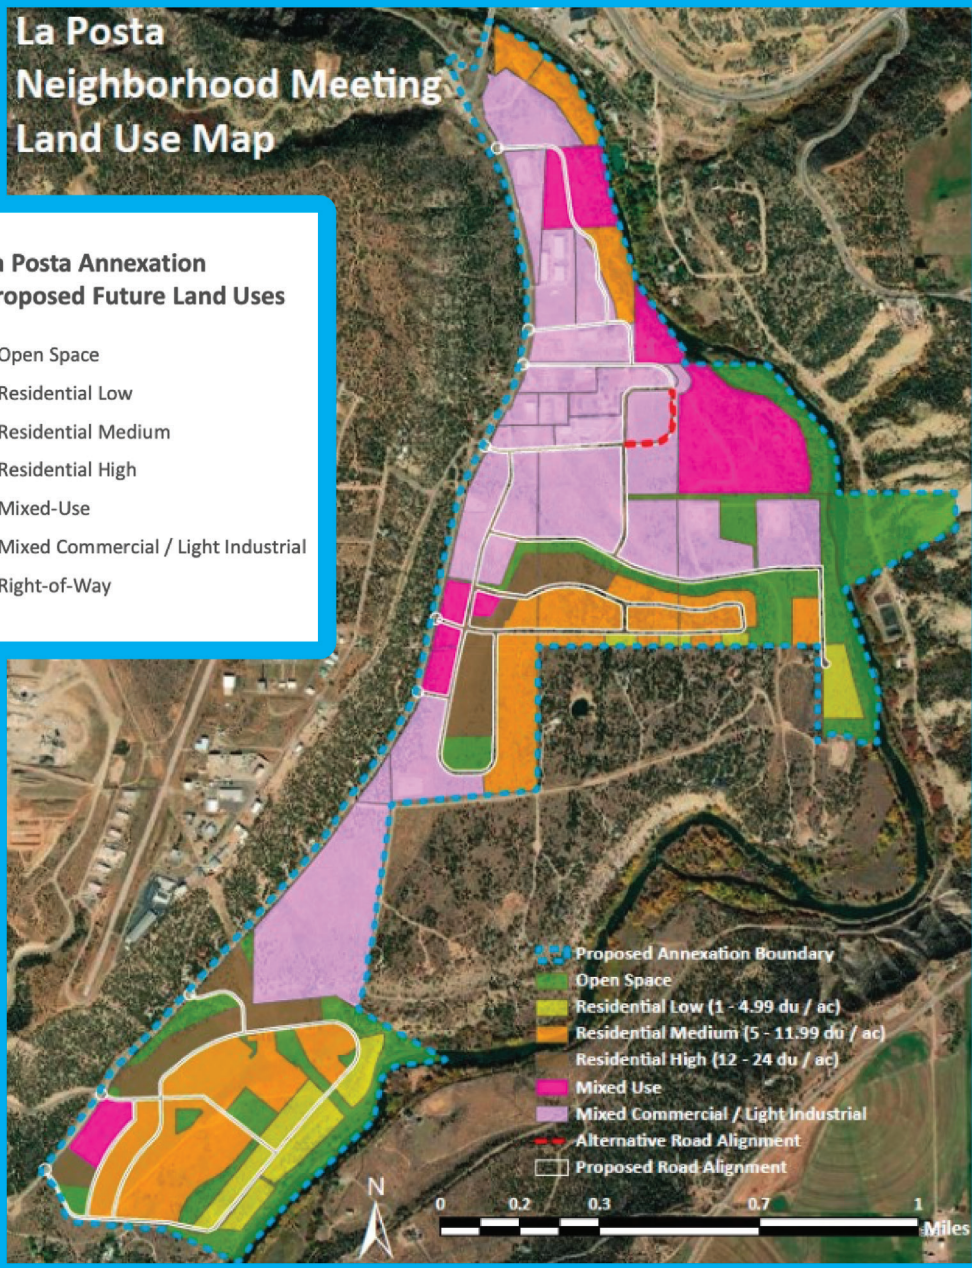 La Posta
Neighborhood Meeting
Land Use Map
a Posta Annexation
roposed Future Land Uses
Open Space
Residential Low
Residential Medium
Residential High
Mixed-Use
Mixed Commercial / Light Industrial
Right-of-Way
Proposed Annexation Boundary
Open Space
Residential Low (1 - 4.99 du / ac)
Residential Medium (5 - 11.99 du / ac)
Residential High (12 - 24 du / ac)
Mixed Use
Mixed Commercial / Light Industrial
Alternative Road Alignment
Proposed Road Alignment
N
0 0.2 0.3 0.7 1
Miles